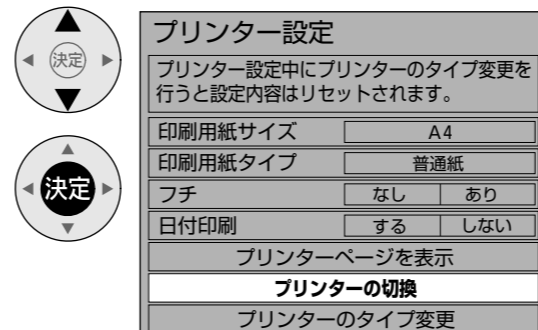 決定
決定
プリンター設定
プリンター設定中にプリンターのタイプ変更を
行うと設定内容はリセットされます。
印刷用紙サイズ A4
印刷用紙タイプ 普通紙
フチ なし あり
日付印刷 する しない
プリンターページを表示
プリンターの切換
プリンターのタイプ変更